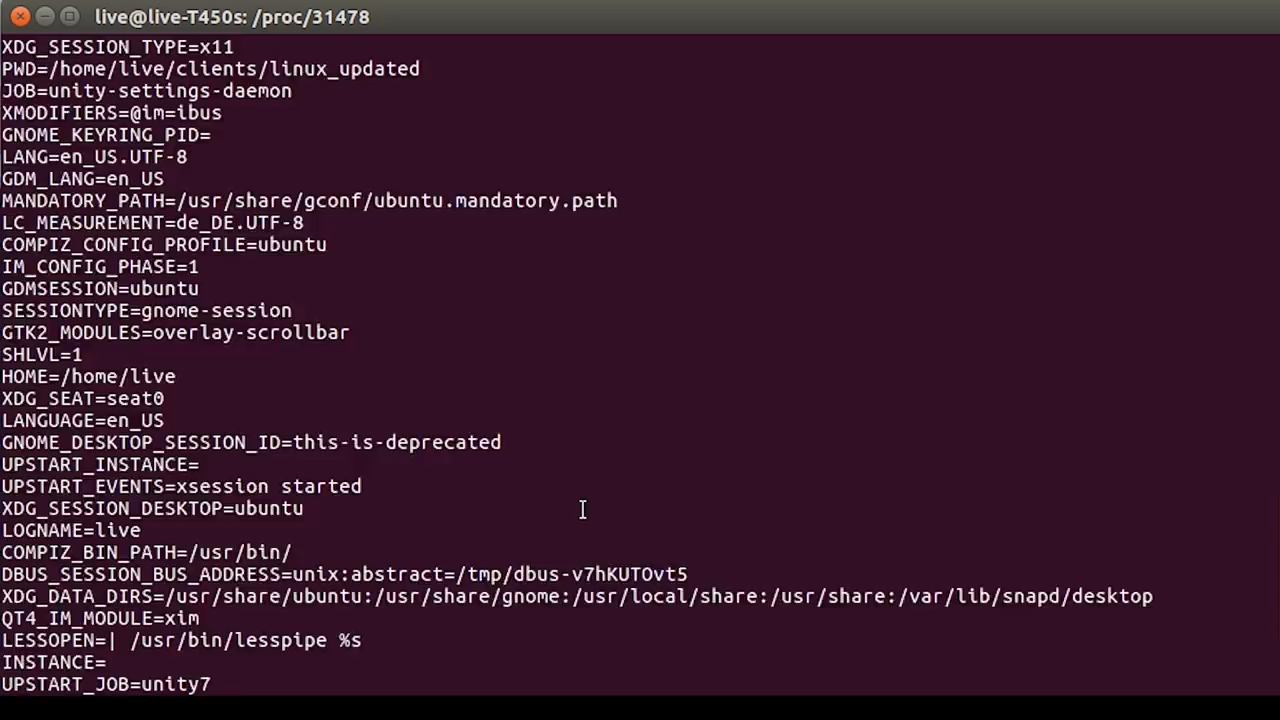 live@live-T450s: /proc/31478
XDG_SESSION_TYPE=x11
PWD=/home/live/clients/linux_updated
JOB=unity-settings-daemon
XMODIFIERS=@im=ibus
GNOME_KEYRING_PID=
LANG=en_US.UTF-8
GDM_LANG=en_US
MANDATORY_PATH=/usr/share/gconf/ubuntu.mandatory.path
LC_MEASUREMENT=de_DE.UTF-8
COMPIZ_CONFIG_PROFILE=ubuntu
IM_CONFIG_PHASE=1
GDMSESSION=ubuntu
SESSIONTYPE=gnome-session
GTK2_MODULES=overlay-scrollbar
SHLVL=1
HOME=/home/live
XDG_SEAT=seat0
LANGUAGE=en_US
GNOME_DESKTOP_SESSION_ID=this-is-deprecated
UPSTART_INSTANCE=
UPSTART_EVENTS=xsession started
XDG_SESSION_DESKTOP=ubuntu
LOGNAME=live
COMPIZ_BIN_PATH=/usr/bin/
DBUS_SESSION_BUS_ADDRESS=unix:abstract=/tmp/dbus-v7hKUTOvt5
XDG_DATA_DIRS=/usr/share/ubuntu:/usr/share/gnome:/usr/local/share:/usr/share:/var/lib/snapd/desktop
QT4_IM_MODULE=xim
LESSOPEN=| /usr/bin/lesspipe %s
INSTANCE=
UPSTART_JOB=unity7